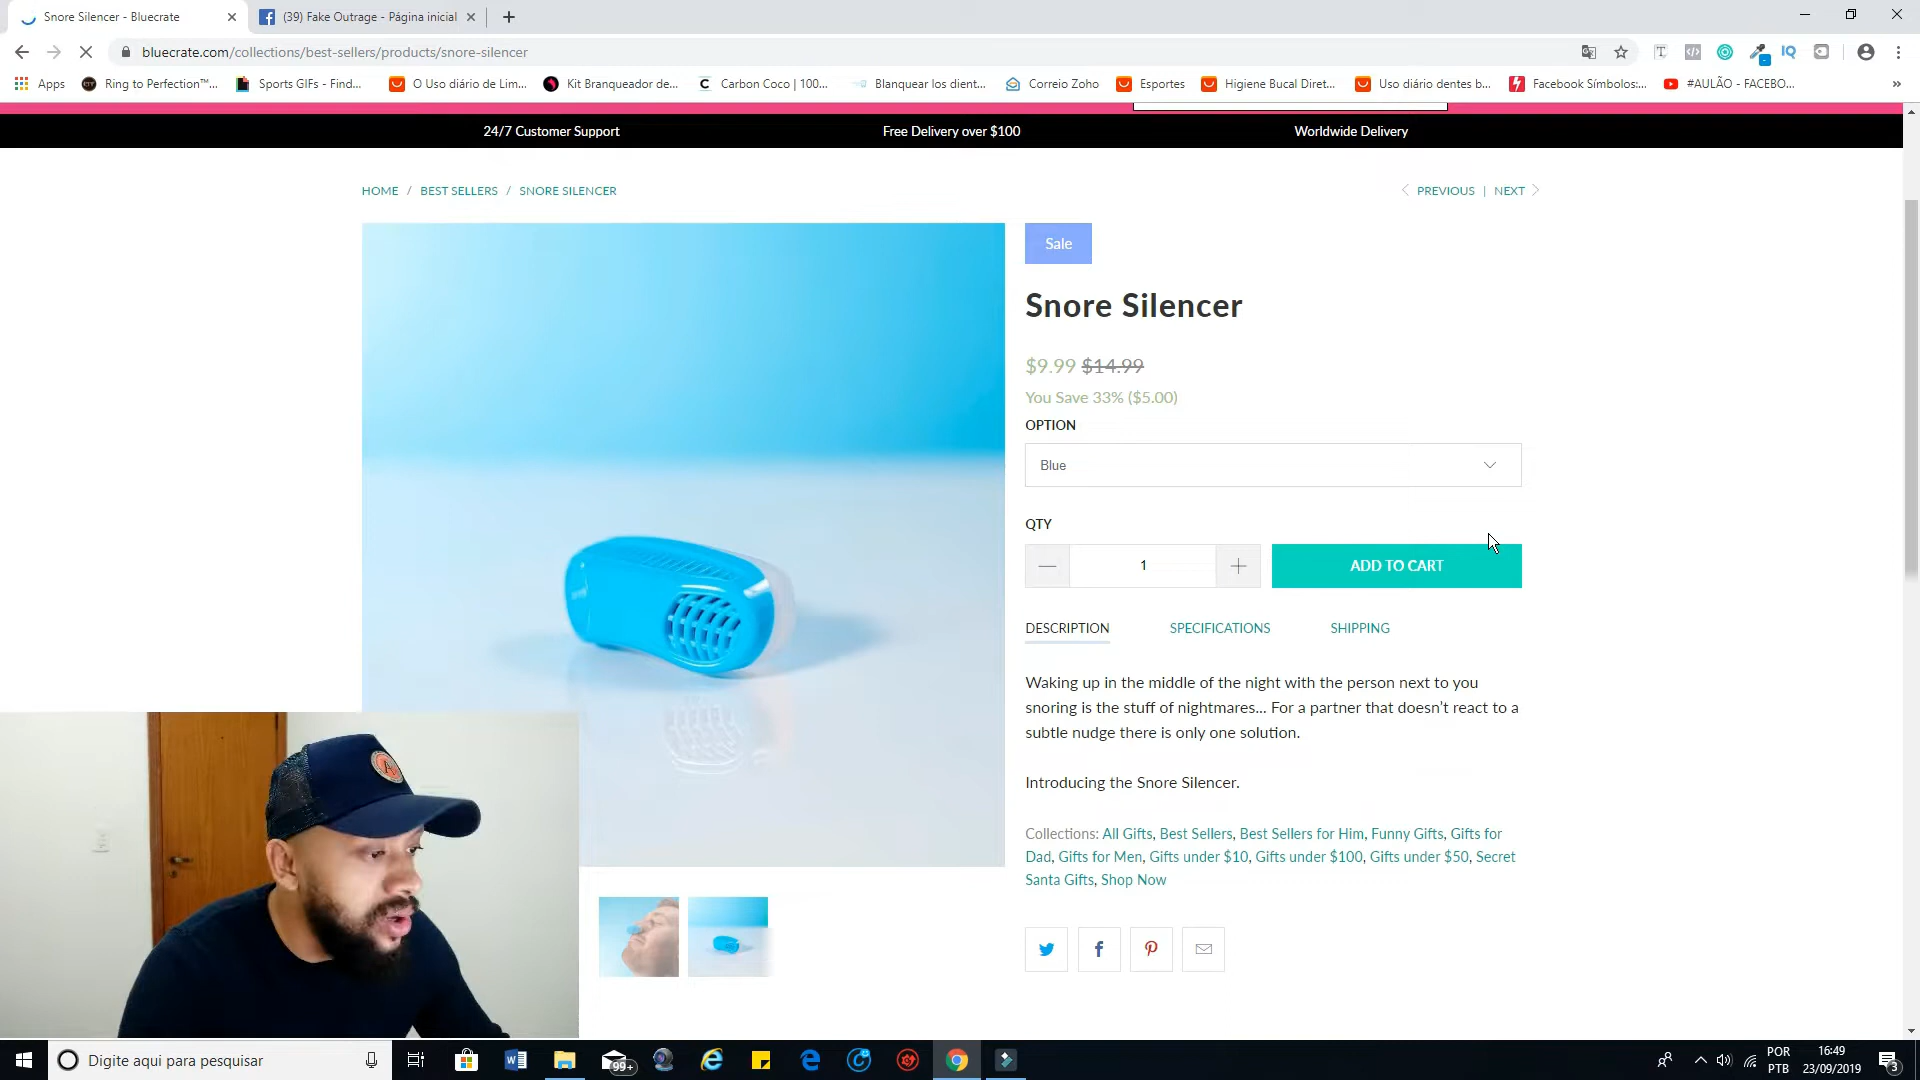 Snore Silencer - Bluecrate
(39) Fake Outrage - Página inicial
bluecrate.com/collections/best-sellers/products/snore-silencer
Apps
Ring to Perfection™...
Sports GIFs - Find...
O Uso diário de Lim...
Kit Branqueador de...
Carbon Coco | 100...
Blanquear los dient...
Correio Zoho
Esportes
Higiene Bucal Diret...
Uso diário dentes b...
Facebook Símbolos:...
#AULÃO - FACEBO...
24/7 Customer Support
Free Delivery over $100
Worldwide Delivery
HOME / BEST SELLERS / SNORE SILENCER
PREVIOUS | NEXT
Sale
Snore Silencer
$9.99 $14.99
You Save 33% ($5.00)
OPTION
Blue
QTY
1
ADD TO CART
DESCRIPTION
SPECIFICATIONS
SHIPPING
Waking up in the middle of the night with the person next to you
snoring is the stuff of nightmares... For a partner that doesn't react to a
subtle nudge there is only one solution.
Introducing the Snore Silencer.
Collections: All Gifts, Best Sellers, Best Sellers for Him, Funny Gifts, Gifts for
Dad, Gifts for Men, Gifts under $10, Gifts under $100, Gifts under $50, Secret
Santa Gifts, Shop Now
Digite aqui para pesquisar
99+
POR
PTB
16:49
23/09/2019
3